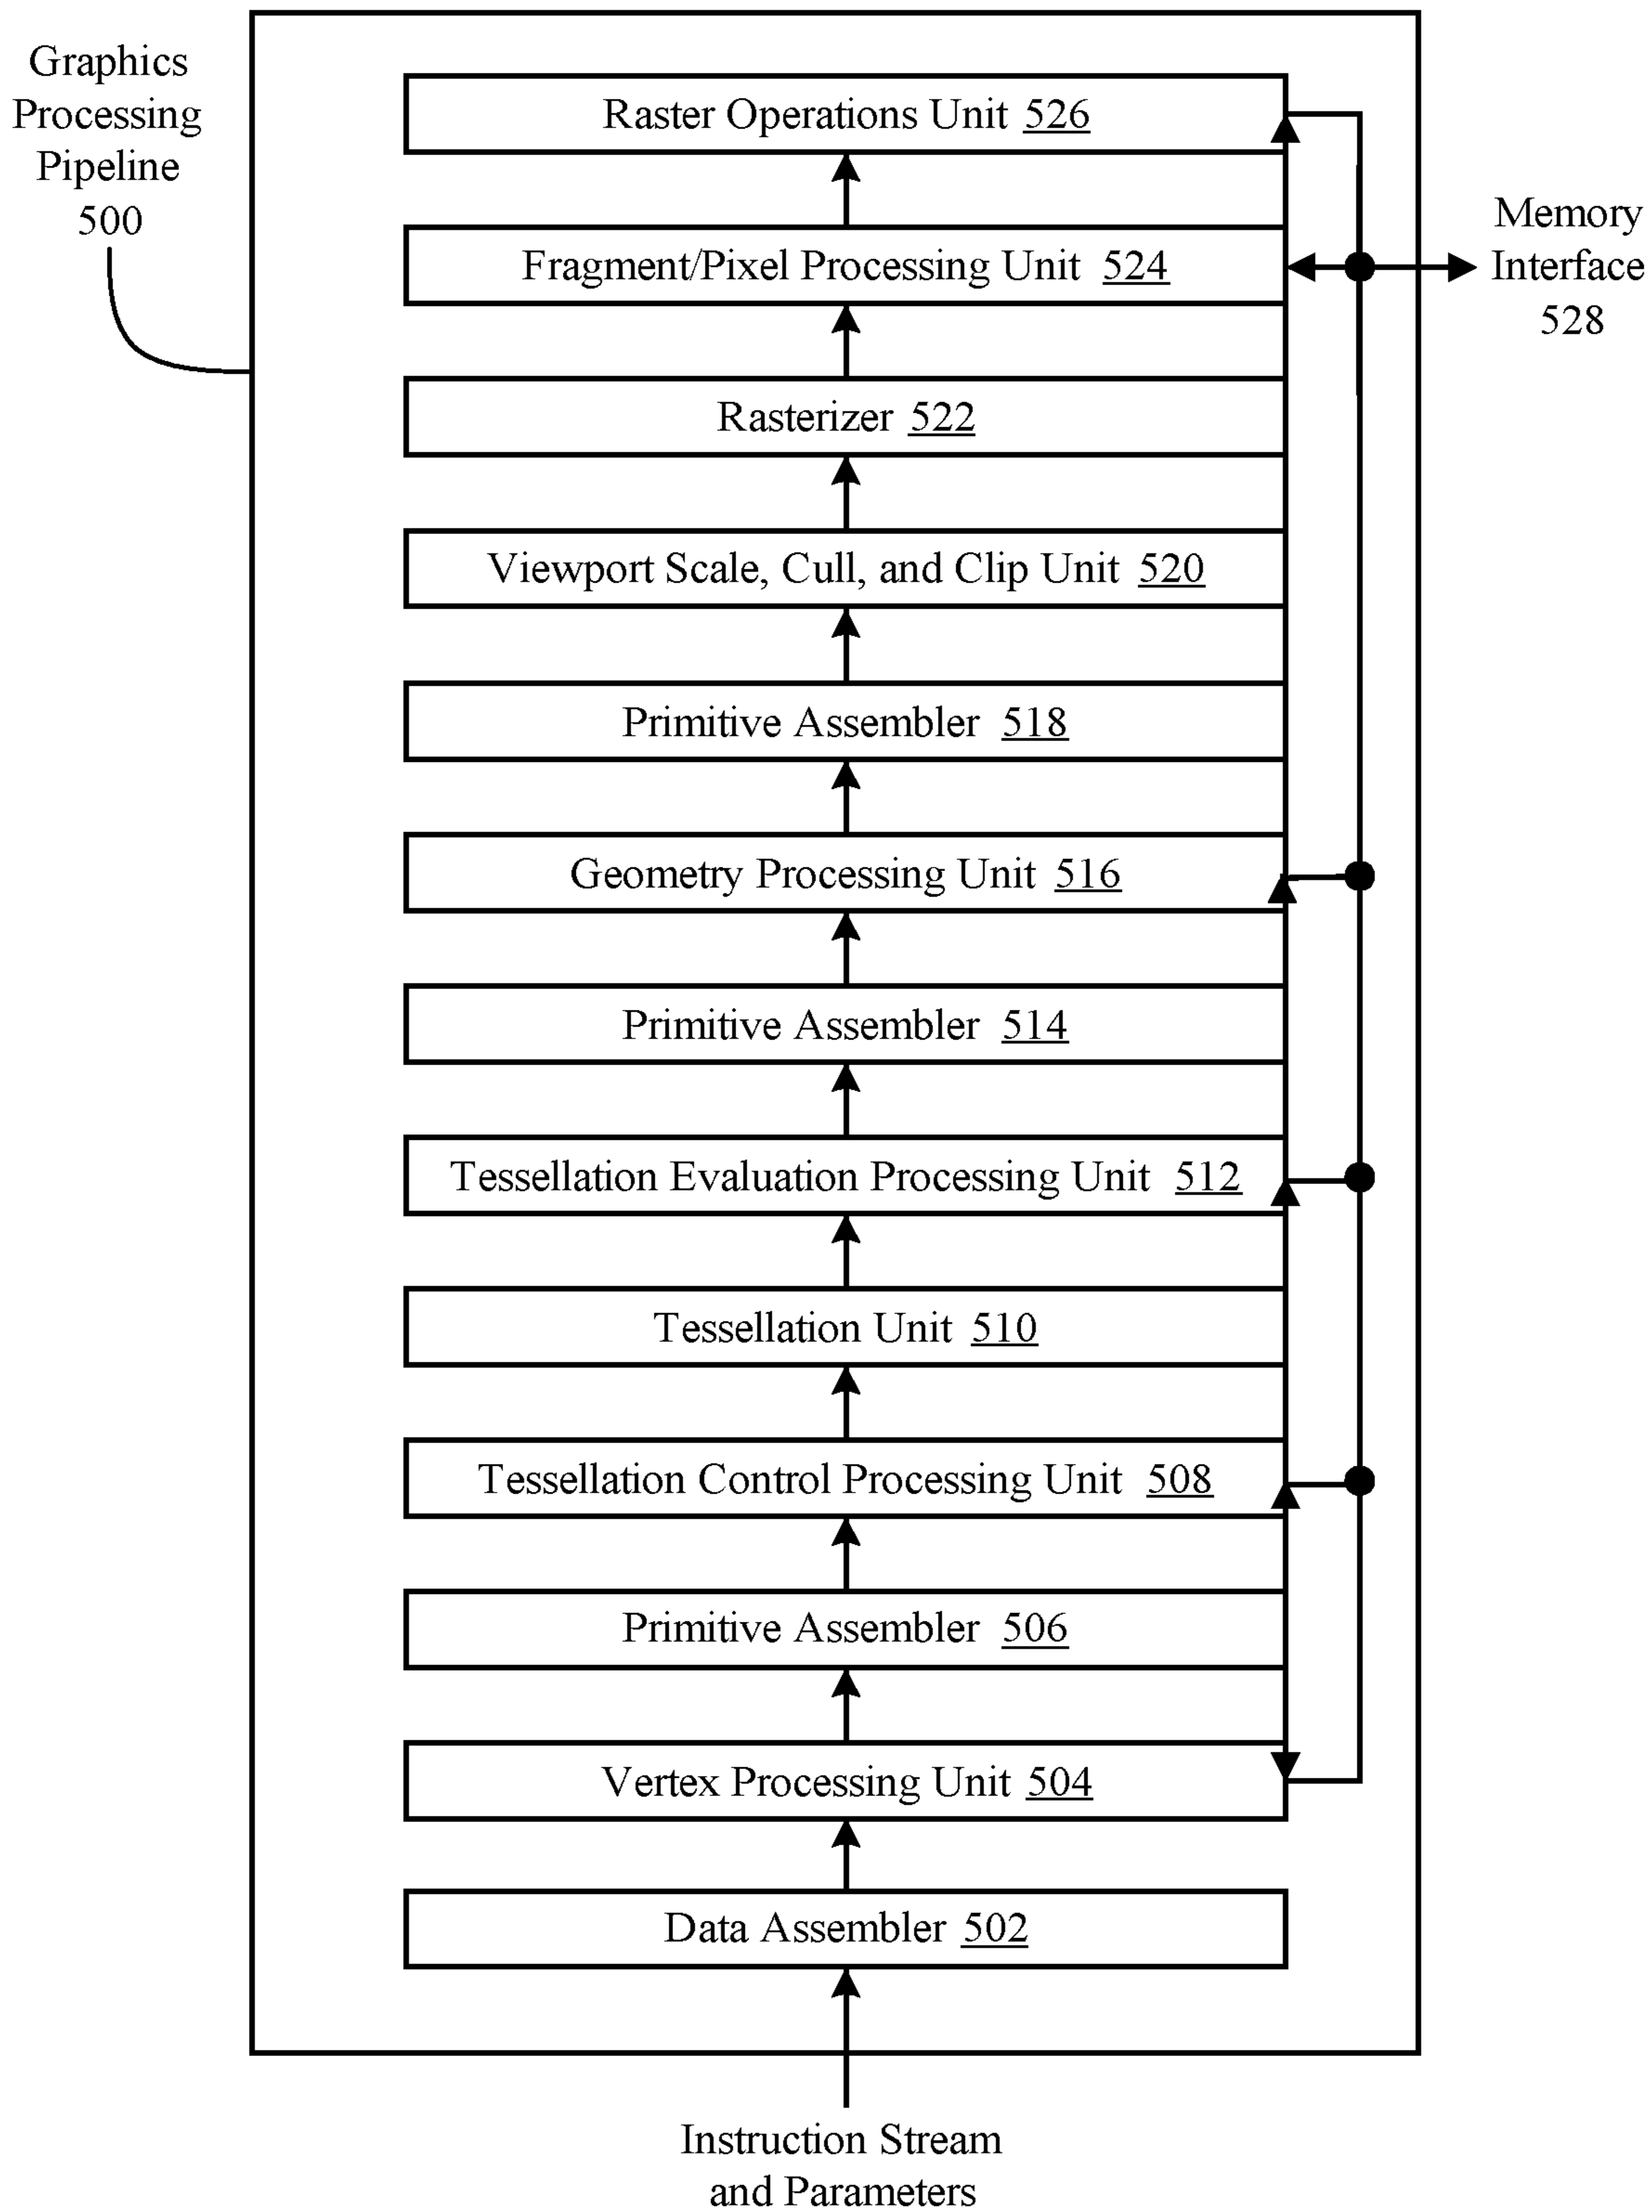 Graphics
Processing
Pipeline
500
Raster Operations Unit 526
Fragment/Pixel Processing Unit 524
Memory
Interface
528
Rasterizer 522
Viewport Scale, Cull, and Clip Unit 520
Primitive Assembler 518
Geometry Processing Unit 516
Primitive Assembler 514
Tessellation Evaluation Processing Unit 512
Tessellation Unit 510
Tessellation Control Processing Unit 508
Primitive Assembler 506
Vertex Processing Unit 504
Data Assembler 502
Instruction Stream
and Parameters